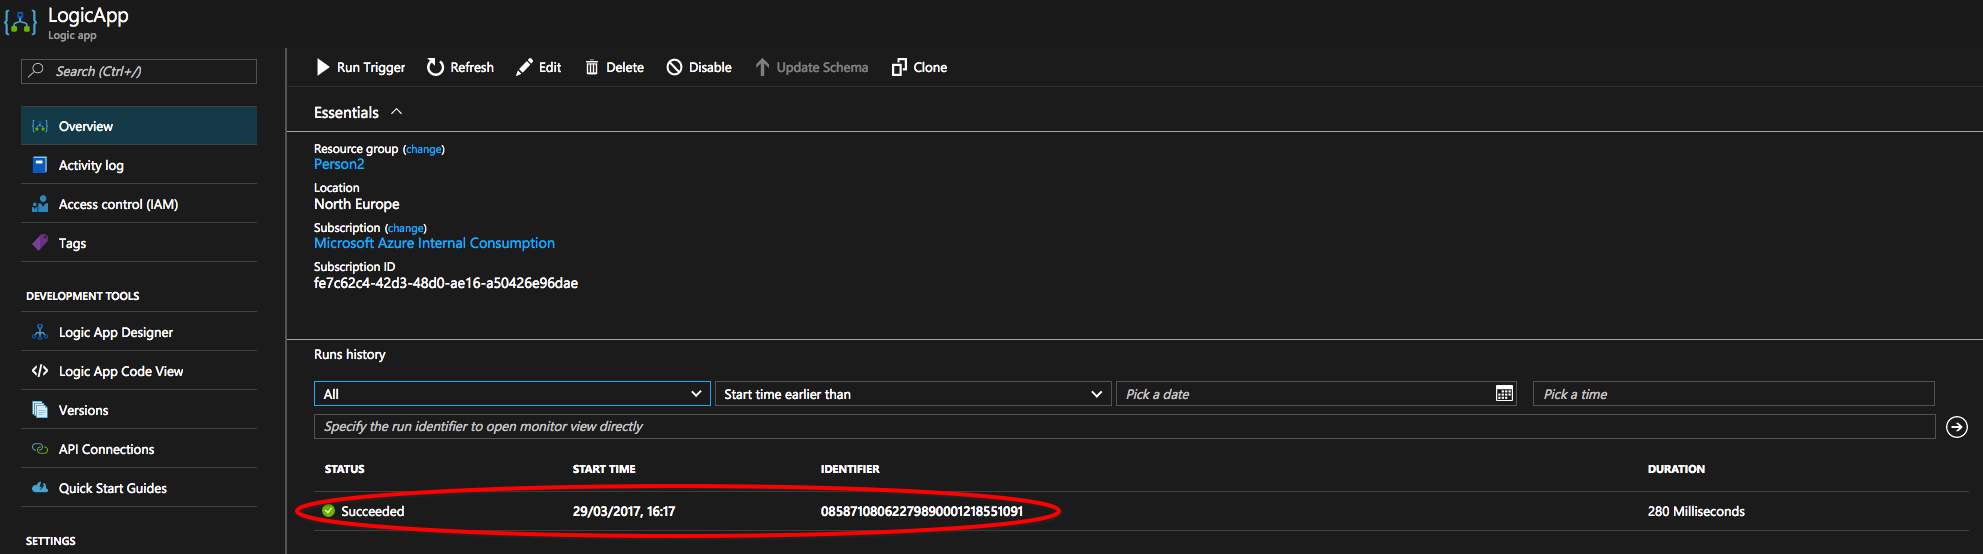 LogicApp
Logic app
Search (Ctrl+/)
Overview
Activity log
Access control (IAM)
Tags
DEVELOPMENT TOOLS
Logic App Designer
Logic App Code View
Versions
API Connections
Quick Start Guides
SETTINGS
Run Trigger Refresh Edit Delete Disable Update Schema Clone
Essentials
Resource group (change)
Person2
Location
North Europe
Subscription (change)
Microsoft Azure Internal Consumption
Subscription ID
fe7c62c4-42d3-48d0-ae16-a50426e96dae
Runs history
All Start time earlier than Pick a date Pick a time
Specify the run identifier to open monitor view directly
STATUS START TIME IDENTIFIER DURATION
Succeeded 29/03/2017, 16:17 08587108062279890001218551091 280 Milliseconds